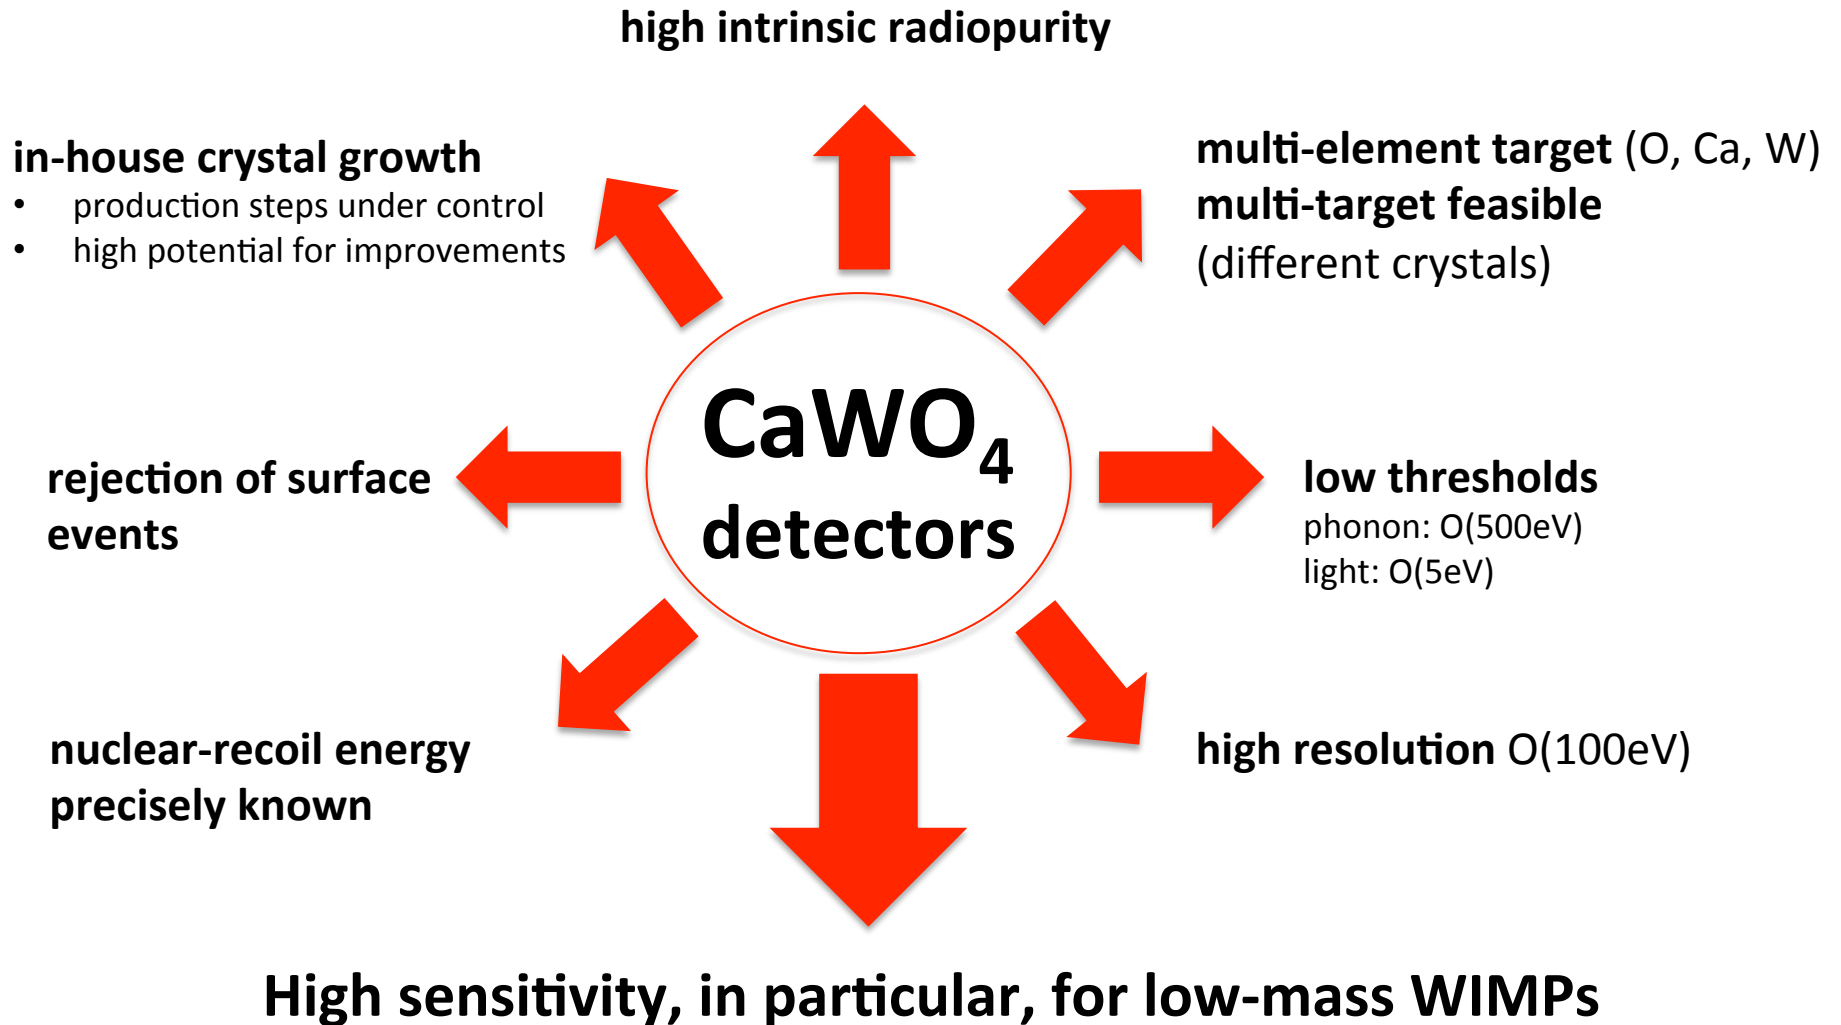 high intrinsic radiopurity
in-house crystal growth
• production steps under control
• high potential for improvements
multi-element target (O, Ca, W)
multi-target feasible
(different crystals)
CaWO₄
detectors
rejection of surface
events
low thresholds
phonon: O(500eV)
light: O(5eV)
nuclear-recoil energy
precisely known
high resolution O(100eV)
High sensitivity, in particular, for low-mass WIMPs